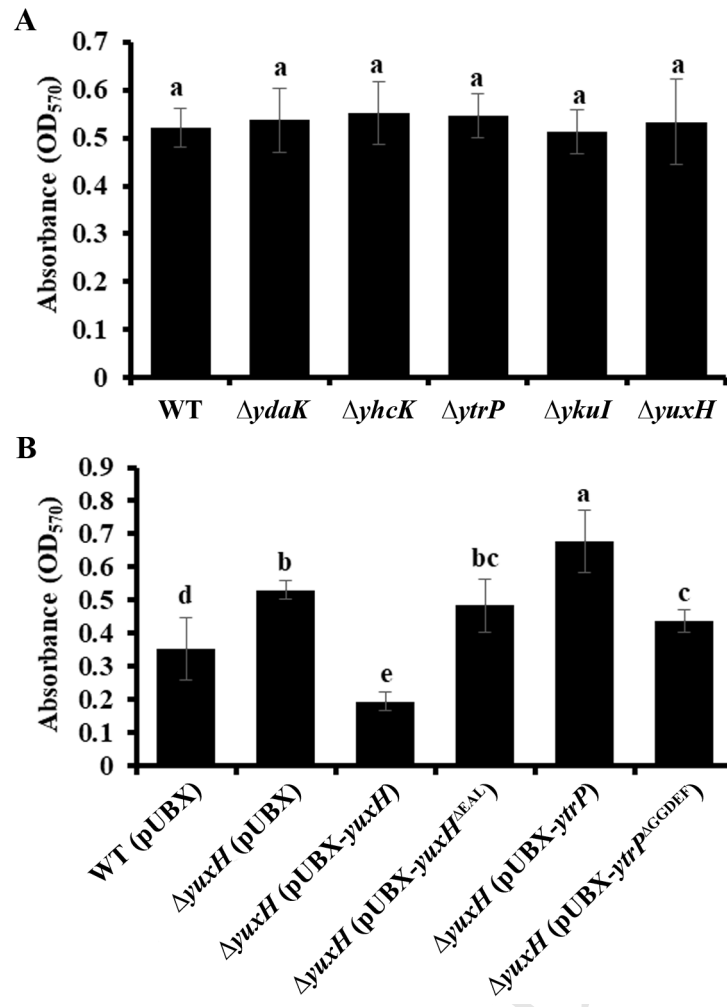 A
Absorbance (OD570)
0.7
0.6
0.5
0.4
0.3
0.2
0.1
0
a a a a a a
WT ΔydaK ΔyhcK ΔytrP ΔykuI ΔyuxH
B
Absorbance (OD570)
0.9
0.8
0.7
0.6
0.5
0.4
0.3
0.2
0.1
0
d b e bc a c
WT (pUBX)
ΔyuxH (pUBX)
ΔyuxH (pUBX-yuxH)
ΔyuxH (pUBX-yuxHΔEAL)
ΔyuxH (pUBX-ytrP)
ΔyuxH (pUBX-ytrPΔGGDEF)